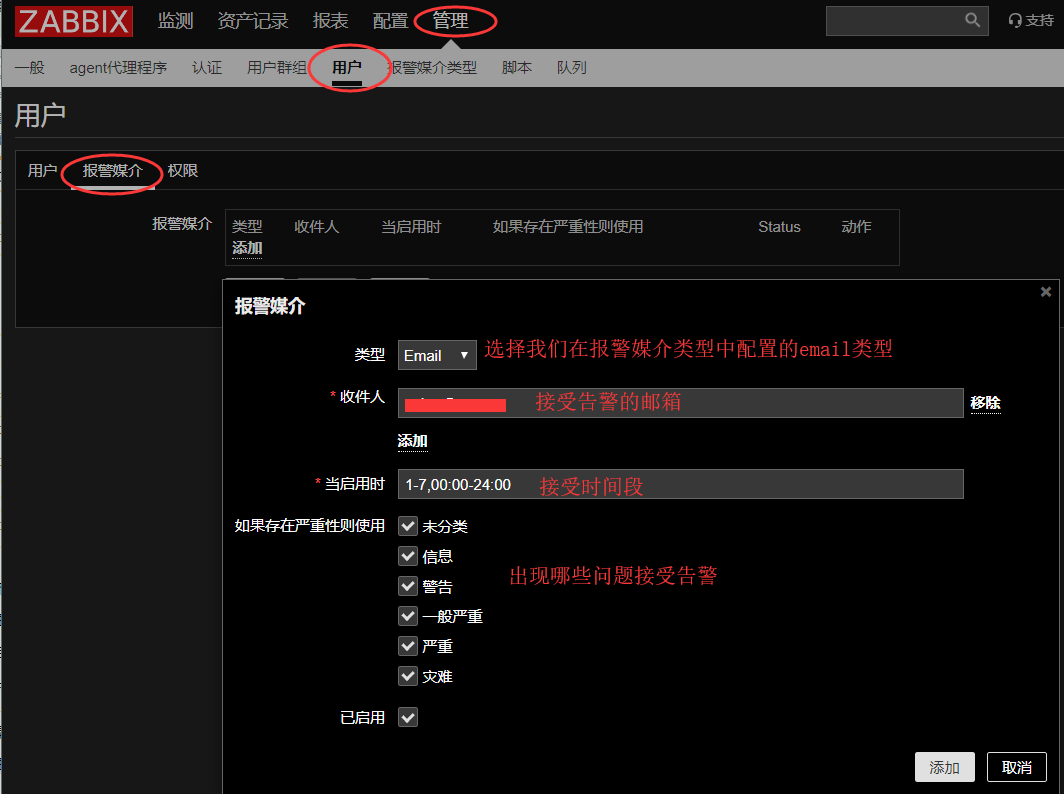 ZABBIX 监测 资产记录 报表 配置 管理 支持
一般 agent代理程序 认证 用户群组 用户 报警媒介类型 脚本 队列
用户
用户 报警媒介 权限
报警媒介 类型 收件人 当启用时 如果存在严重性则使用 Status 动作
添加
报警媒介
类型 Email 选择我们在报警媒介类型中配置的email类型
* 收件人 接受告警的邮箱 移除
添加
* 当启用时 1-7,00:00-24:00 接受时间段
如果存在严重性则使用 未分类
信息
警告 出现哪些问题接受告警
一般严重
严重
灾难
已启用
添加 取消